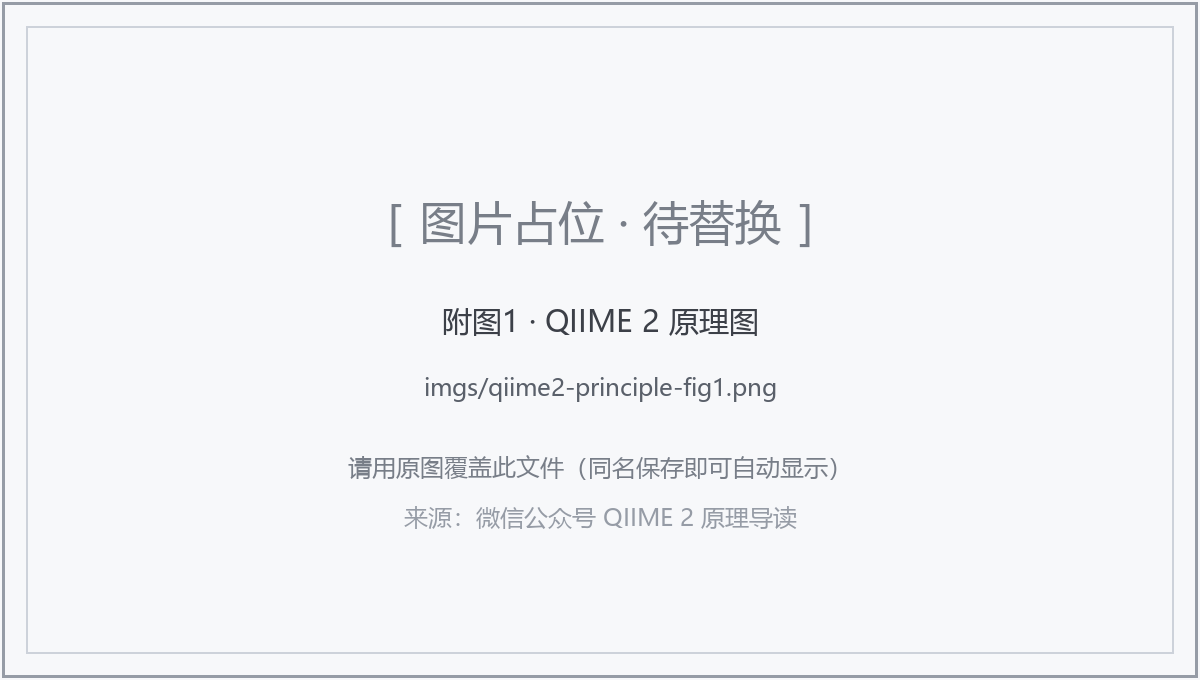 [ 图片占位 · 待替换 ]
附图1 · QIIME 2 原理图
imgs/qiime2-principle-fig1.png
请用原图覆盖此文件（同名保存即可自动显示）
来源：微信公众号 QIIME 2 原理导读